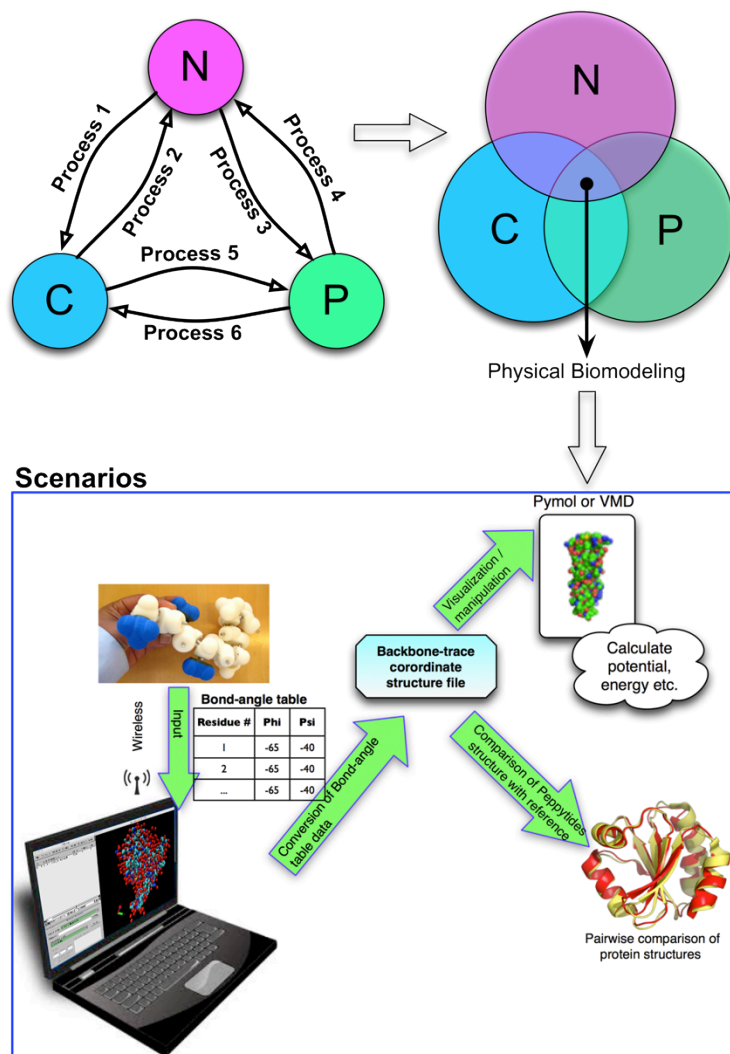 N
Process 1
Process 2
Process 3
Process 4
C
Process 5
P
Process 6
N
C
P
Physical Biomodeling
Scenarios
Pymol or VMD
Visualization /
manipulation
Calculate
potential,
energy etc.
Backbone-trace
coordinate
structure file
Wireless
Input
Bond-angle table
Residue # Phi Psi
1 -65 -40
2 -65 -40
... -65 -40
Conversion of Bond-angle
table data
Comparison of Peppytides
structure with reference
Pairwise comparison of
protein structures